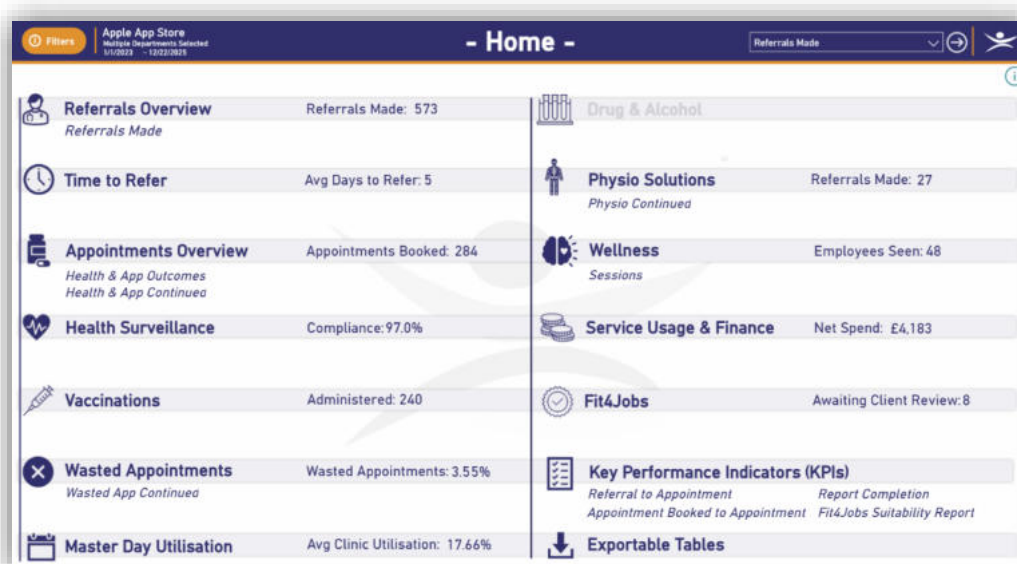 Filters
Apple App Store
Multiple Departments Selected
1/1/2023 - 12/22/2025
- Home -
Referrals Made
Referrals Overview
Referrals Made: 573
Referrals Made
Time to Refer
Avg Days to Refer: 5
Appointments Overview
Appointments Booked: 284
Health & App Outcomes
Health & App Continued
Health Surveillance
Compliance: 97.0%
Vaccinations
Administered: 240
Wasted Appointments
Wasted Appointments: 3.55%
Wasted App Continued
Master Day Utilisation
Avg Clinic Utilisation: 17.66%
Drug & Alcohol
Physio Solutions
Referrals Made: 27
Physio Continued
Wellness
Employees Seen: 48
Sessions
Service Usage & Finance
Net Spend: £4,183
Fit4Jobs
Awaiting Client Review: 8
Key Performance Indicators (KPIs)
Referral to Appointment
Report Completion
Appointment Booked to Appointment
Fit4Jobs Suitability Report
Exportable Tables